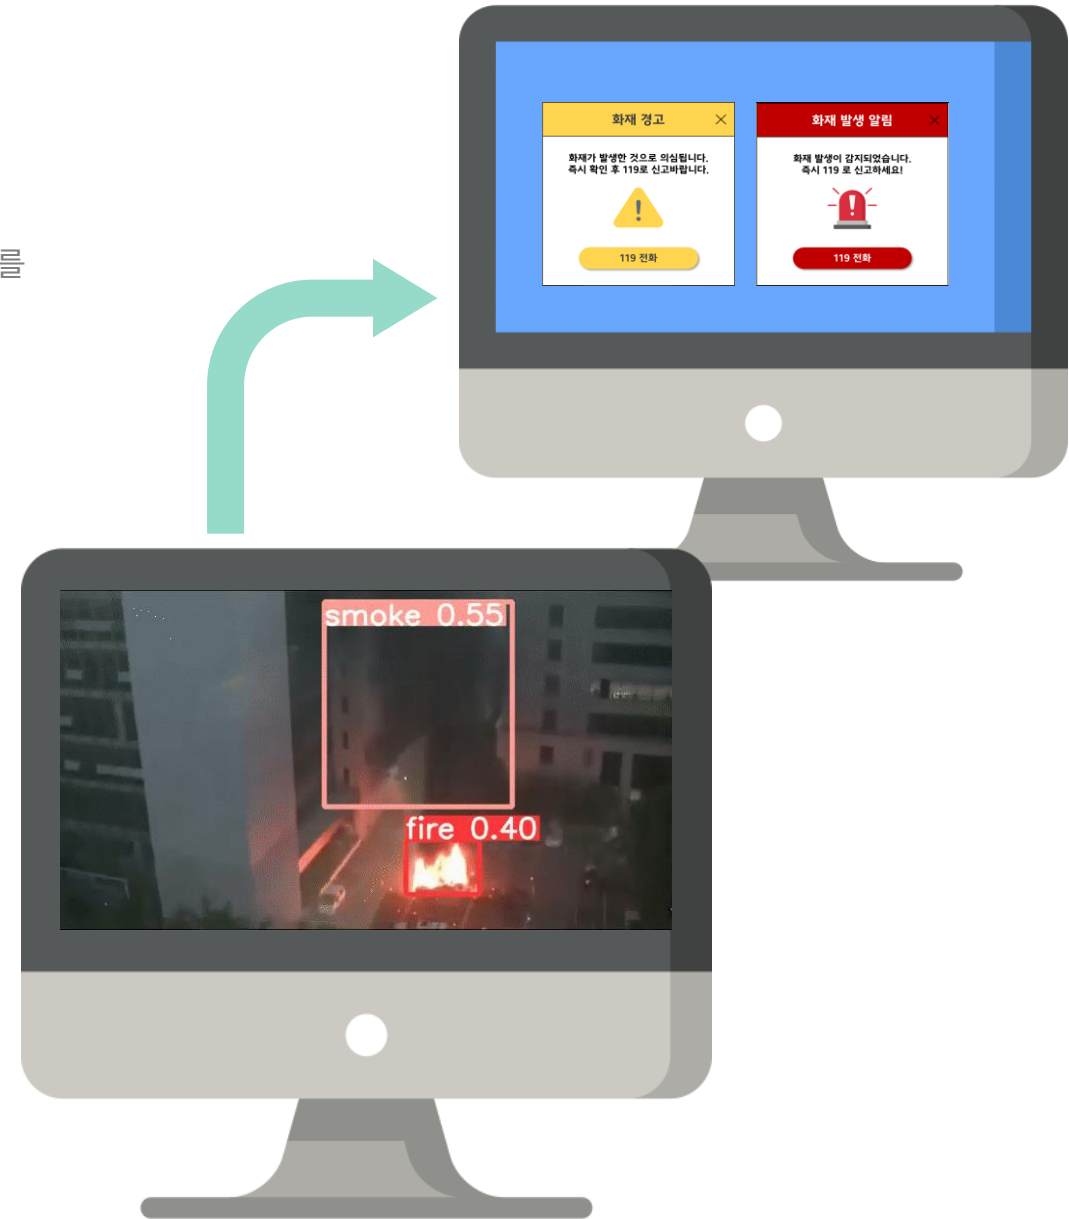 화재 경고
화재가 발생한 것으로 의심됩니다.
즉시 확인 후 119로 신고바랍니다.
119 전화
화재 발생 알림
화재 발생이 감지되었습니다.
즉시 119 로 신고하세요!
119 전화
를
smoke 0.55
fire 0.40